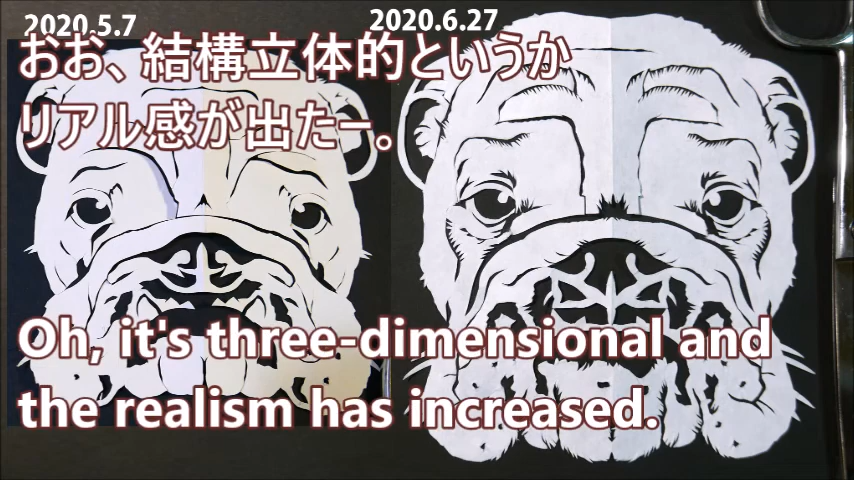 2020.5.7
2020.6.27
おお、結構立体的というか
リアル感が出たー。
Oh, it's three-dimensional and
the realism has increased.